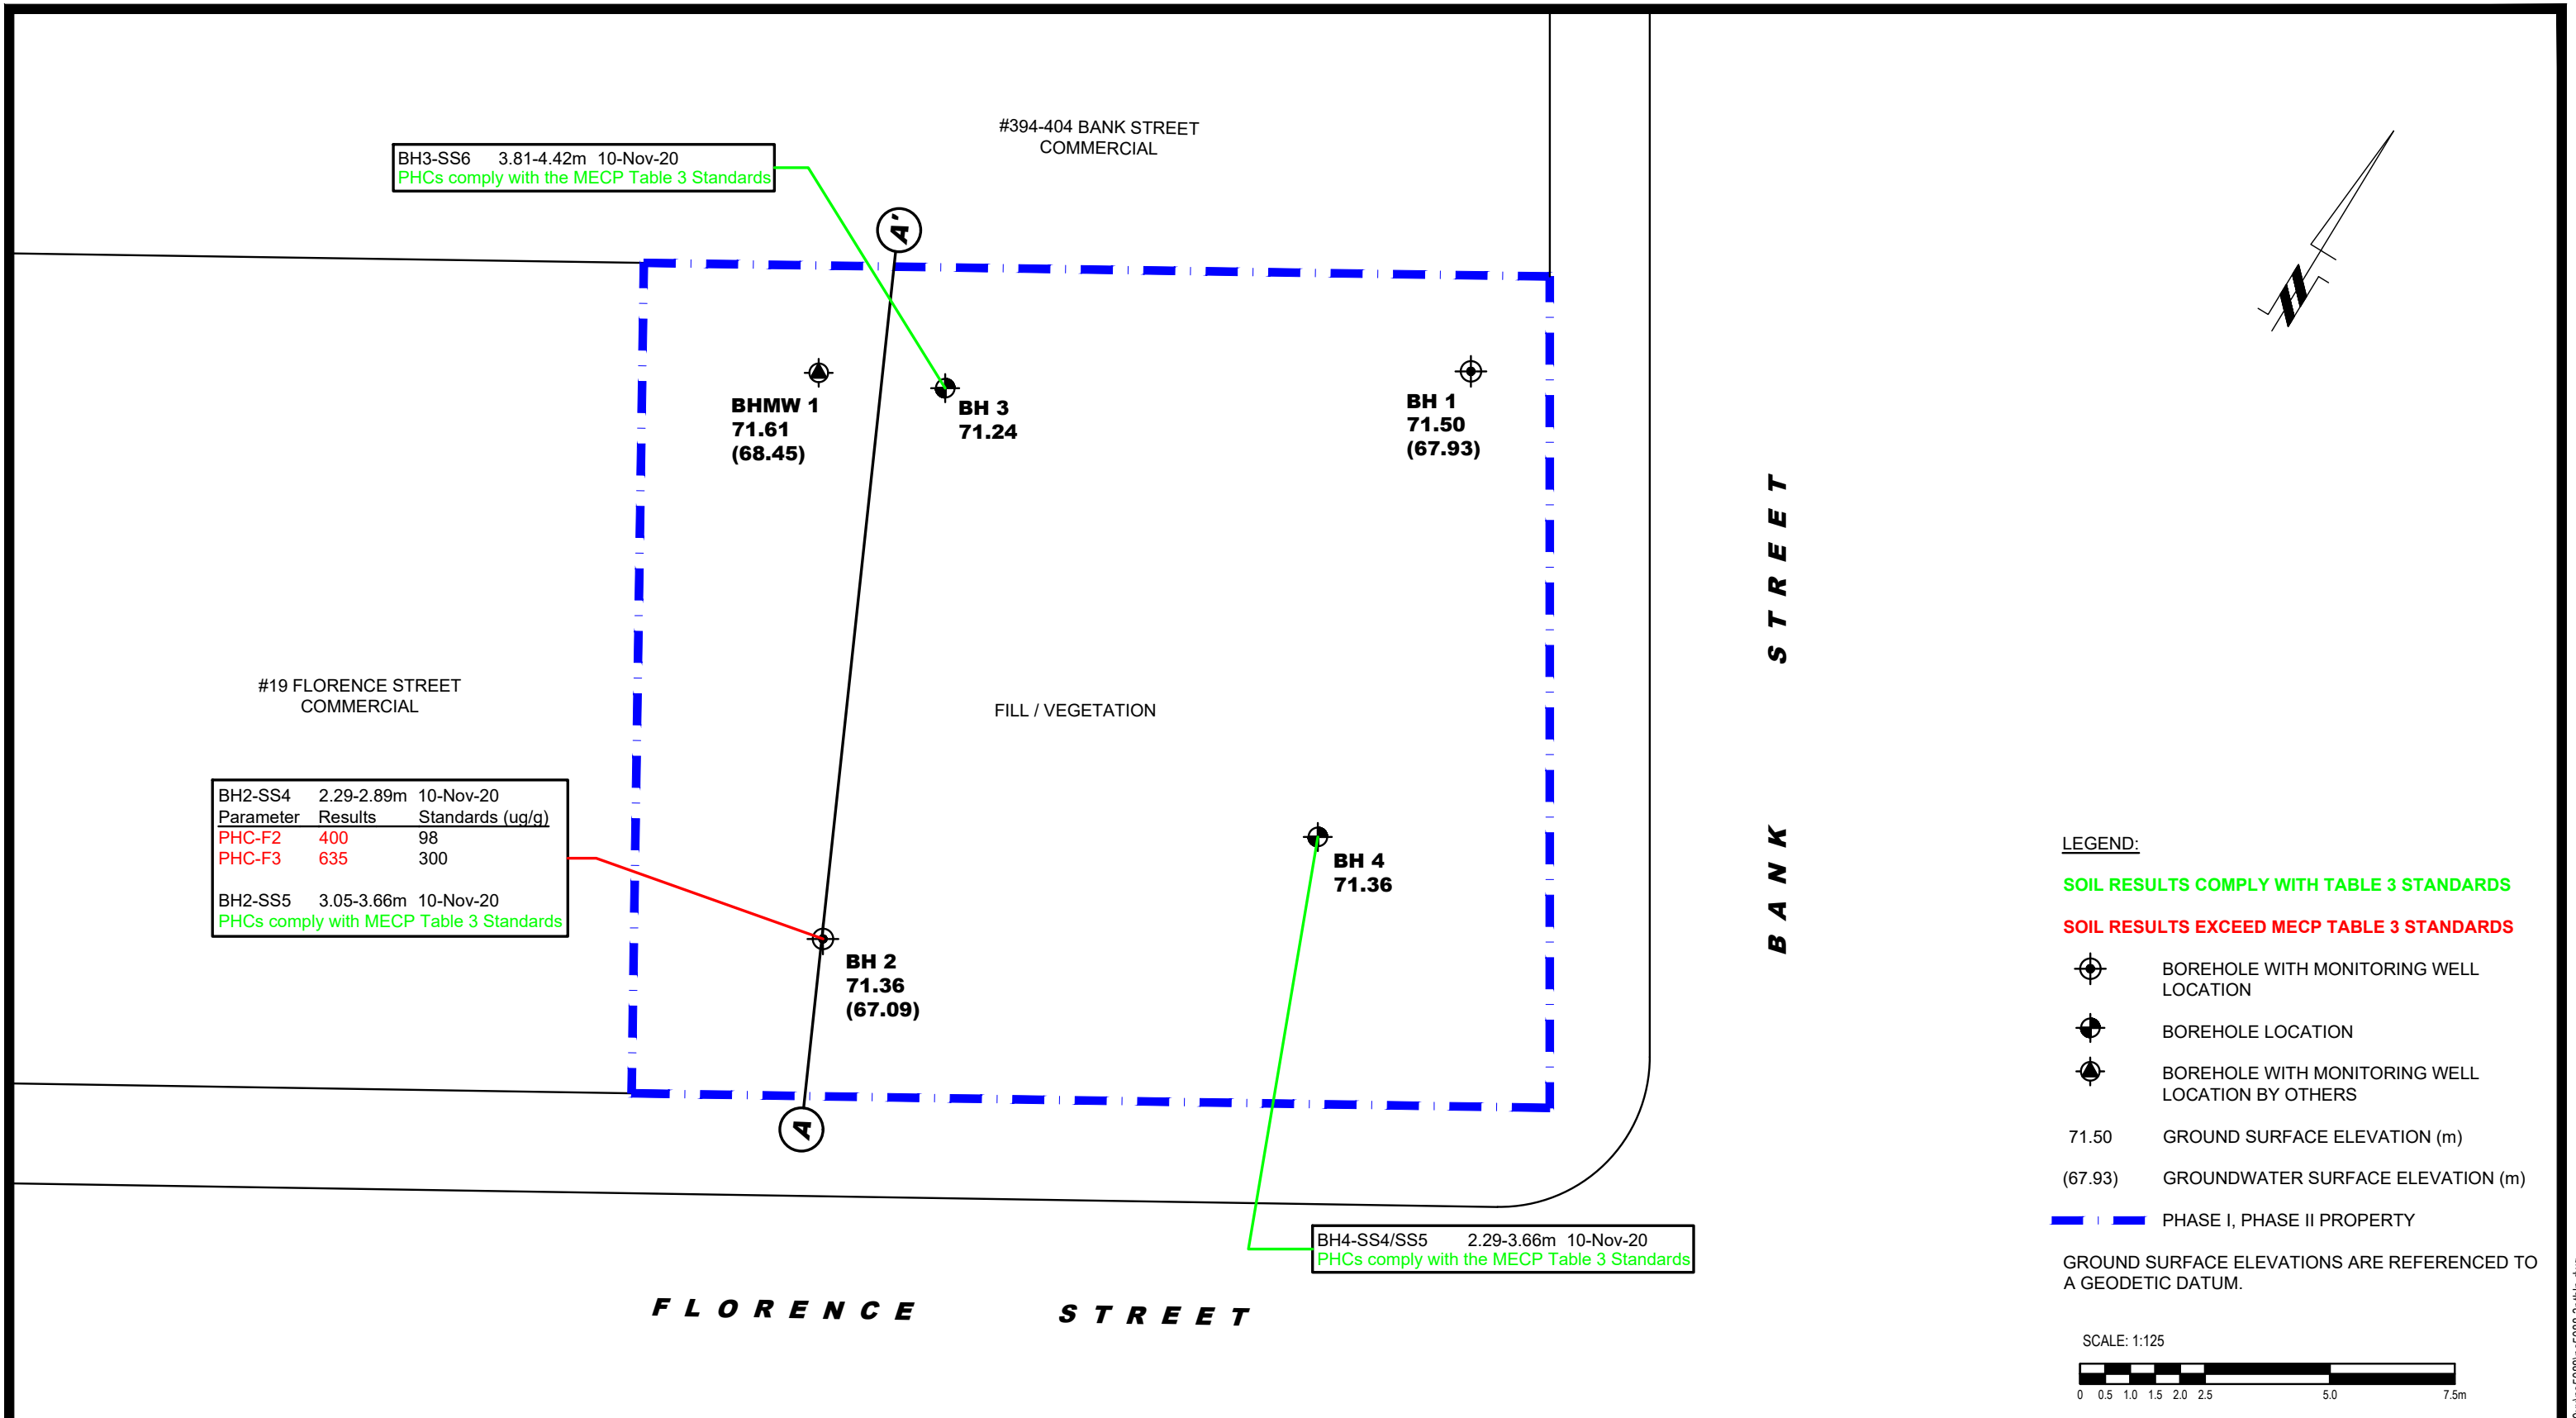 #394-404 BANK STREET
COMMERCIAL
BH3-SS6 3.81-4.42m 10-Nov-20
PHCs comply with the MECP Table 3 Standards
A'
BHMW 1
71.61
(68.45)
BH 3
71.24
BH 1
71.50
(67.93)
#19 FLORENCE STREET
COMMERCIAL
FILL / VEGETATION
BANK STREET
BH2-SS4 2.29-2.89m 10-Nov-20
Parameter Results Standards (ug/g)
PHC-F2 400 98
PHC-F3 635 300
BH2-SS5 3.05-3.66m 10-Nov-20
PHCs comply with MECP Table 3 Standards
BH 4
71.36
BH 2
71.36
(67.09)
A
BH4-SS4/SS5 2.29-3.66m 10-Nov-20
PHCs comply with the MECP Table 3 Standards
FLORENCE STREET
LEGEND:
SOIL RESULTS COMPLY WITH TABLE 3 STANDARDS
SOIL RESULTS EXCEED MECP TABLE 3 STANDARDS
BOREHOLE WITH MONITORING WELL
LOCATION
BOREHOLE LOCATION
BOREHOLE WITH MONITORING WELL
LOCATION BY OTHERS
71.50 GROUND SURFACE ELEVATION (m)
(67.93) GROUNDWATER SURFACE ELEVATION (m)
PHASE I, PHASE II PROPERTY
GROUND SURFACE ELEVATIONS ARE REFERENCED TO
A GEODETIC DATUM.
SCALE: 1:125
0 0.5 1.0 1.5 2.0 2.5 5.0 7.5m